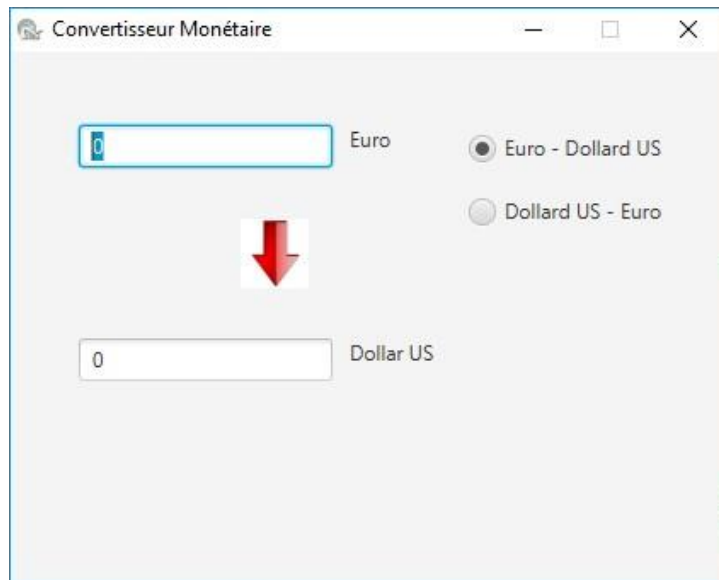 Convertisseur Monétaire
0
Euro
Euro - Dollard US
Dollard US - Euro
0
Dollar US